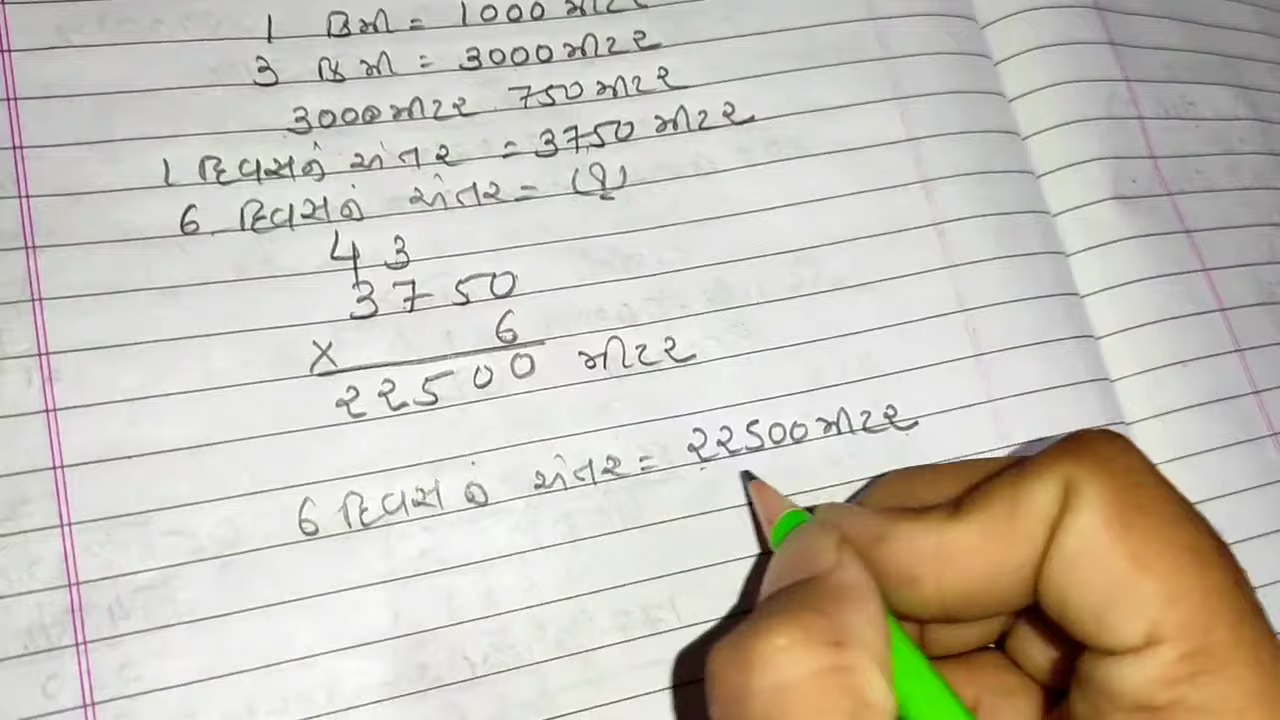 1 કિમી = 1000 મીટર
3 કિમી = 3000 મીટર
3000 મીટર 750 મીટર
1 દિવસનું અંતર = 3750 મીટર
6 દિવસનું અંતર = (?)
4 3
3750
× 6
22500 મીટર
6 દિવસનું અંતર = 22500 મીટર